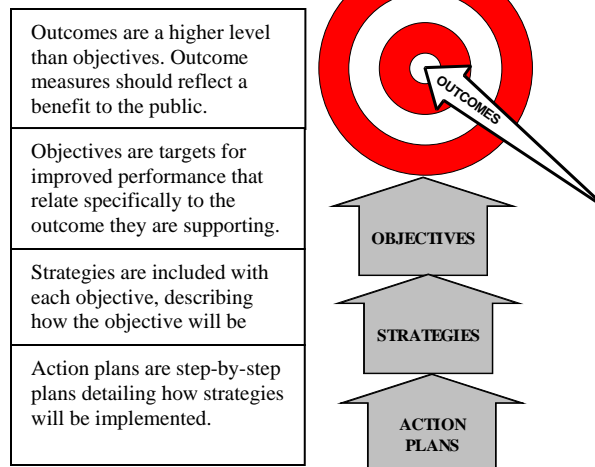 Outcomes are a higher level
than objectives. Outcome
measures should reflect a
benefit to the public.
Objectives are targets for
improved performance that
relate specifically to the
outcome they are supporting.
Strategies are included with
each objective, describing
how the objective will be
Action plans are step-by-step
plans detailing how strategies
will be implemented.
OUTCOMES
OBJECTIVES
STRATEGIES
ACTION
PLANS